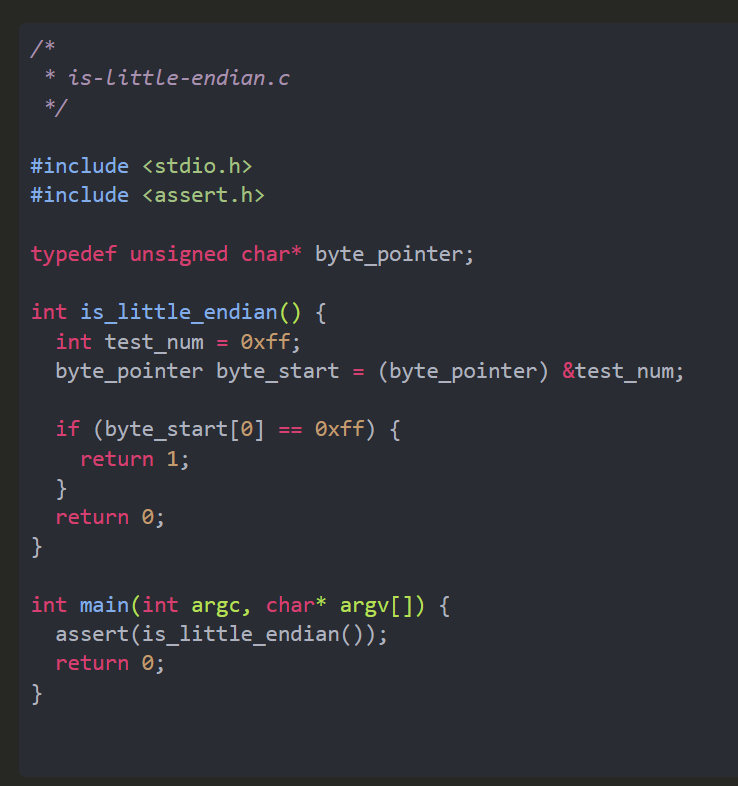 /*
 * is-little-endian.c
 */

#include <stdio.h>
#include <assert.h>

typedef unsigned char* byte_pointer;

int is_little_endian() {
  int test_num = 0xff;
  byte_pointer byte_start = (byte_pointer) &test_num;

  if (byte_start[0] == 0xff) {
    return 1;
  }
  return 0;
}

int main(int argc, char* argv[]) {
  assert(is_little_endian());
  return 0;
}